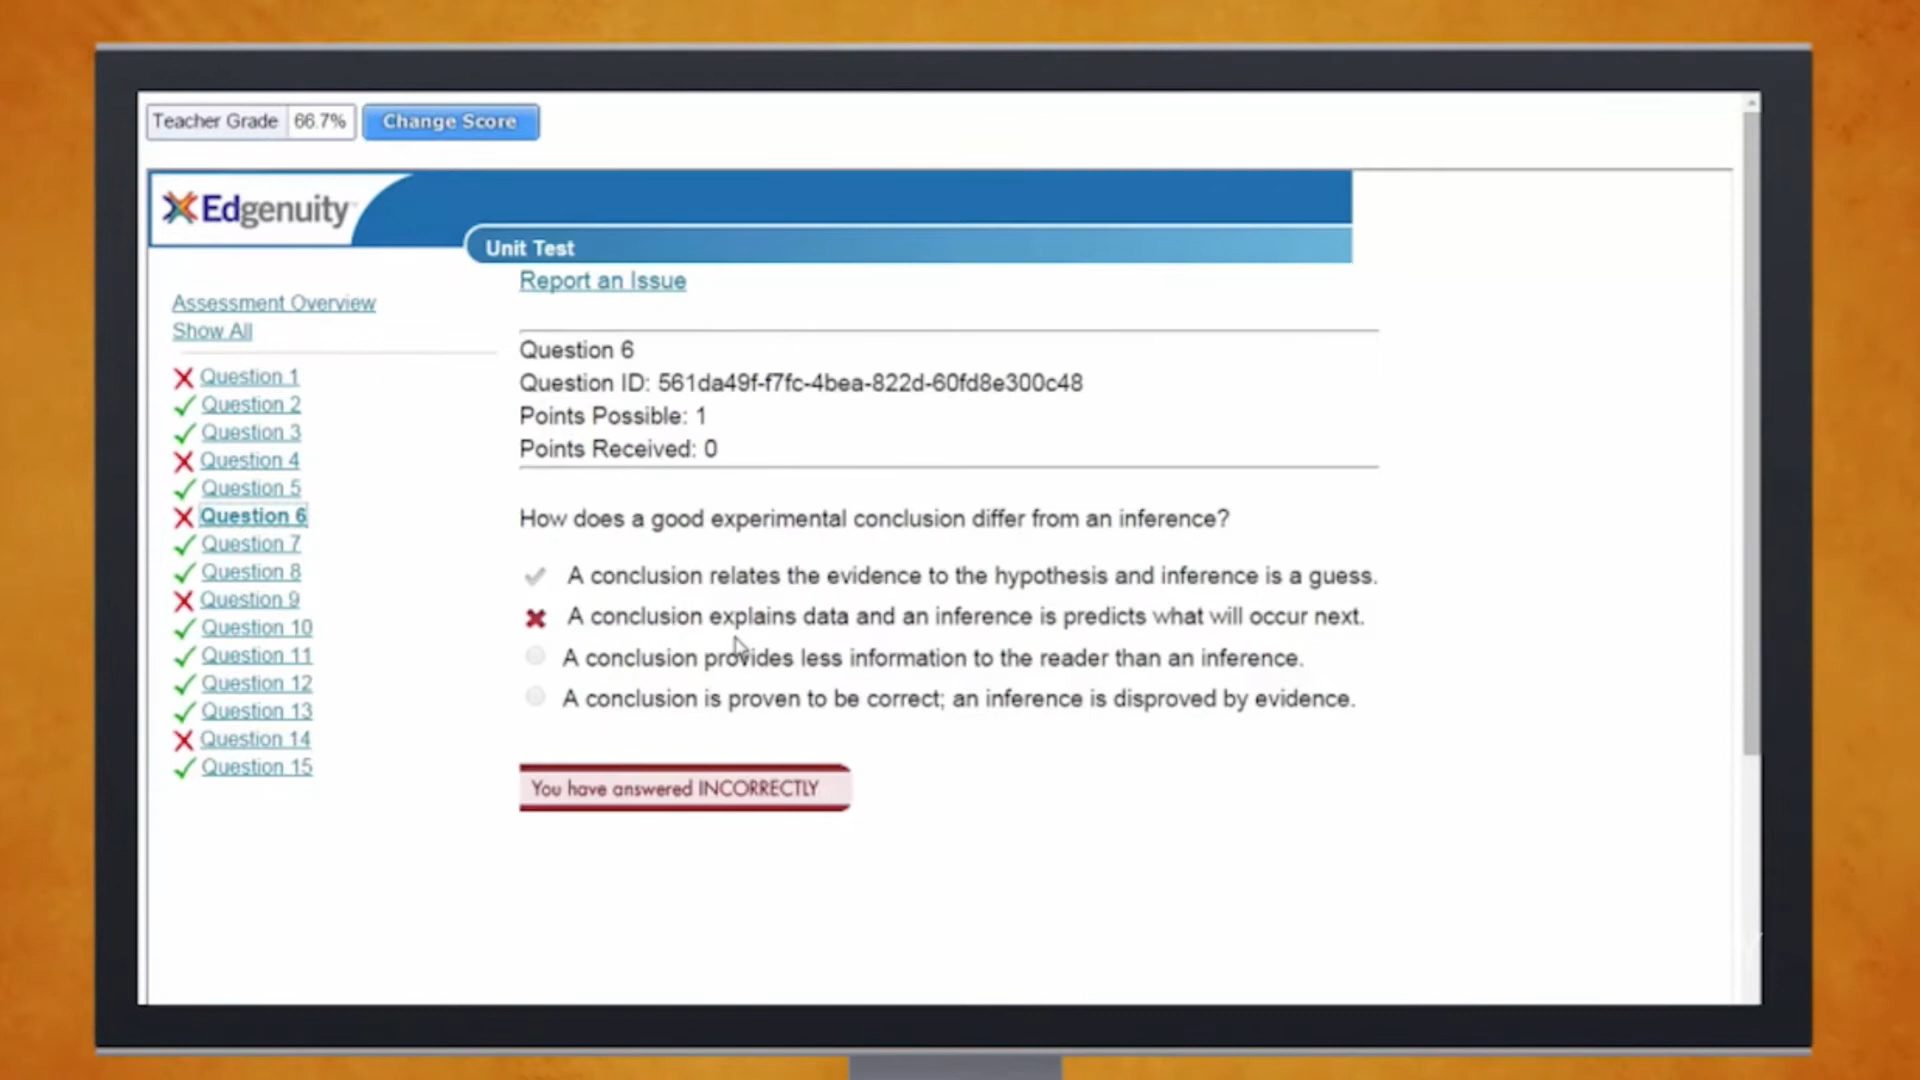 Teacher Grade 66.7% Change Score
Edgenuity
Unit Test
Report an Issue
Assessment Overview
Show All
Question 1
Question 2
Question 3
Question 4
Question 5
Question 6
Question 7
Question 8
Question 9
Question 10
Question 11
Question 12
Question 13
Question 14
Question 15
Question 6
Question ID: 561da49f-f7fc-4bea-822d-60fd8e300c48
Points Possible: 1
Points Received: 0
How does a good experimental conclusion differ from an inference?
A conclusion relates the evidence to the hypothesis and inference is a guess.
A conclusion explains data and an inference is predicts what will occur next.
A conclusion provides less information to the reader than an inference.
A conclusion is proven to be correct; an inference is disproved by evidence.
You have answered INCORRECTLY